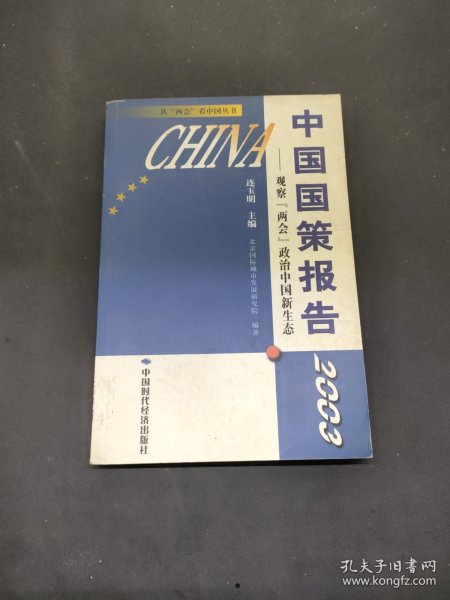 从“两会”看中国丛书
CHINA
中国国策报告
2003
——观察『两会』政治中国新生态
连玉明 主编
北京国际城市发展研究院 编著
中国时代经济出版社
孔夫子旧书网
www.kongfz.com